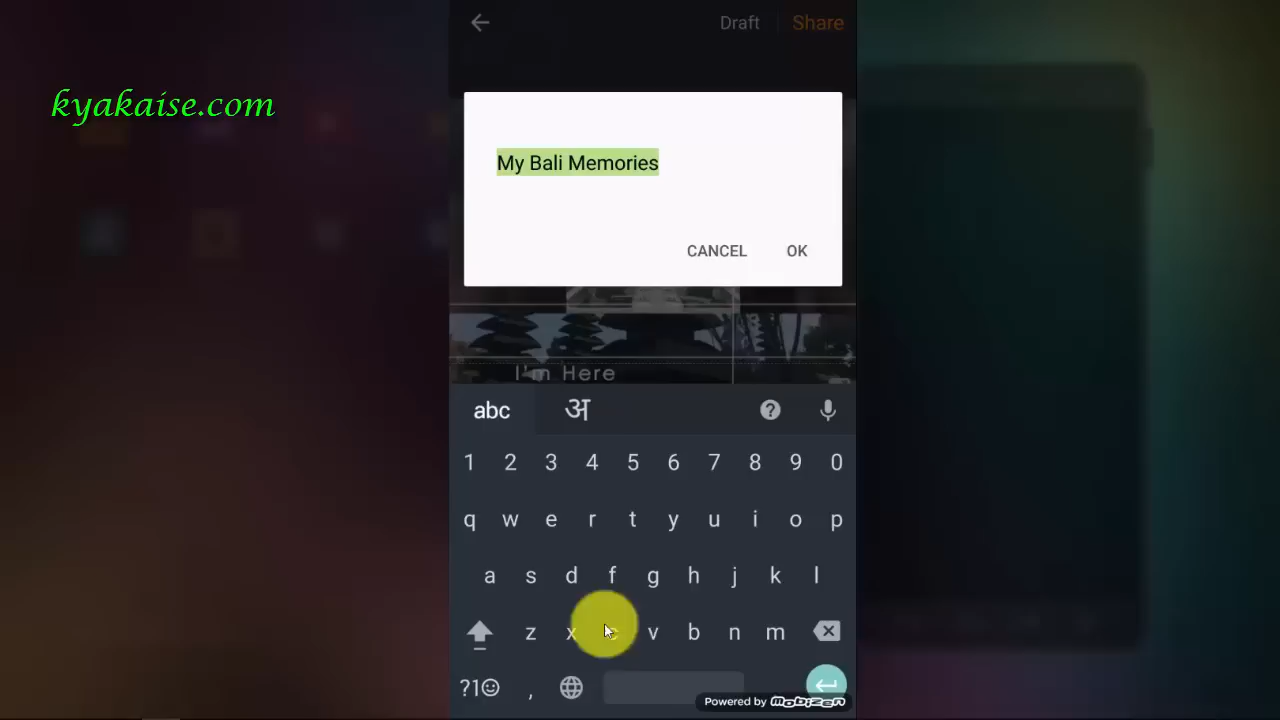 Draft Share
kyakaise.com
My Bali Memories
CANCEL OK
I'm Here
abc अ ?
1 2 3 4 5 6 7 8 9 0
q w e r t y u i o p
a s d f g h j k l
z x c v b n m
?1☺ ,
Powered by mobizen